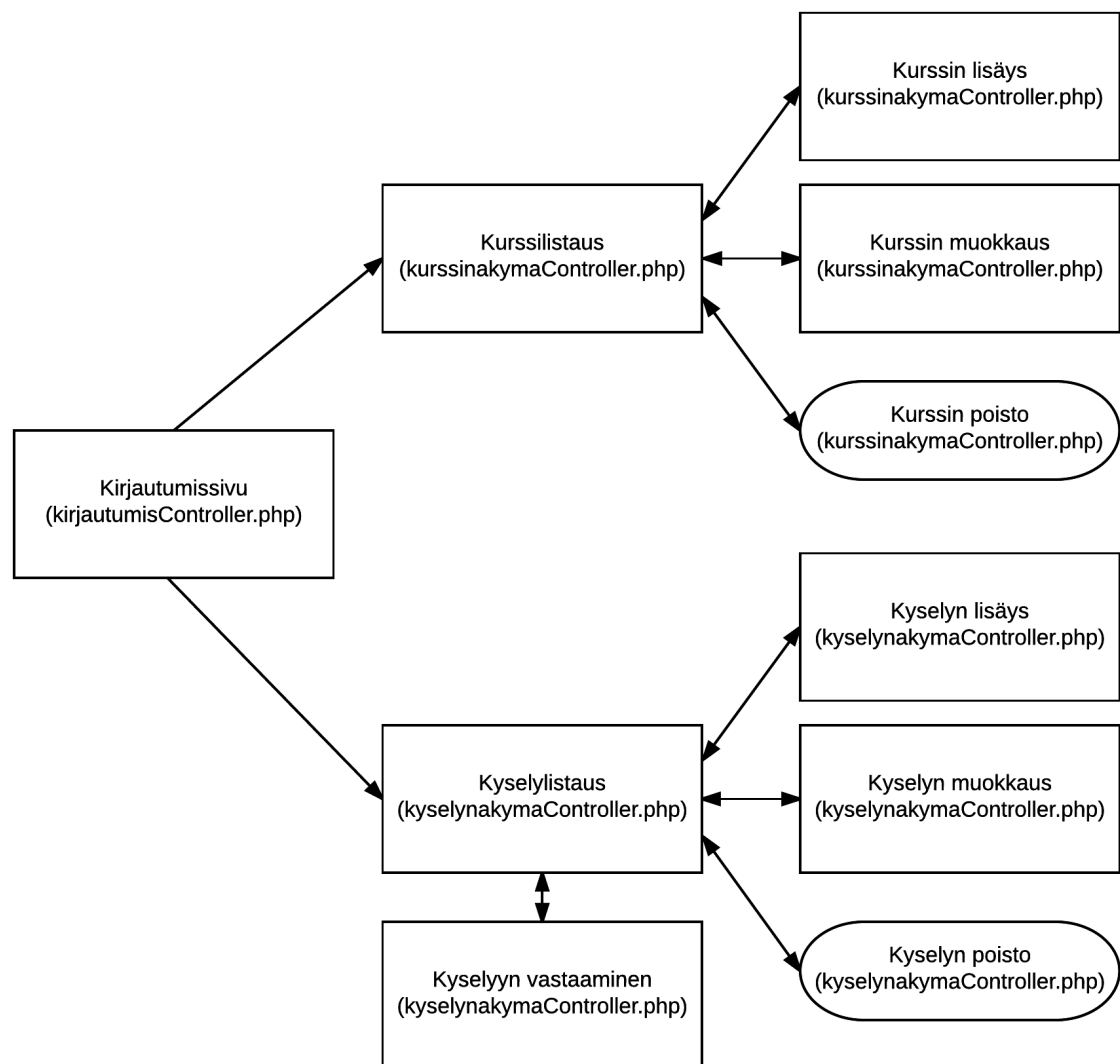 Kurssin lisäys
(kurssinakymaController.php)
Kurssilistaus
(kurssinakymaController.php)
Kurssin muokkaus
(kurssinakymaController.php)
Kurssin poisto
(kurssinakymaController.php)
Kirjautumissivu
(kirjautumisController.php)
Kyselyn lisäys
(kyselynakymaController.php)
Kyselylistaus
(kyselynakymaController.php)
Kyselyn muokkaus
(kyselynakymaController.php)
Kyselyn poisto
(kyselynakymaController.php)
Kyselyyn vastaaminen
(kyselynakymaController.php)